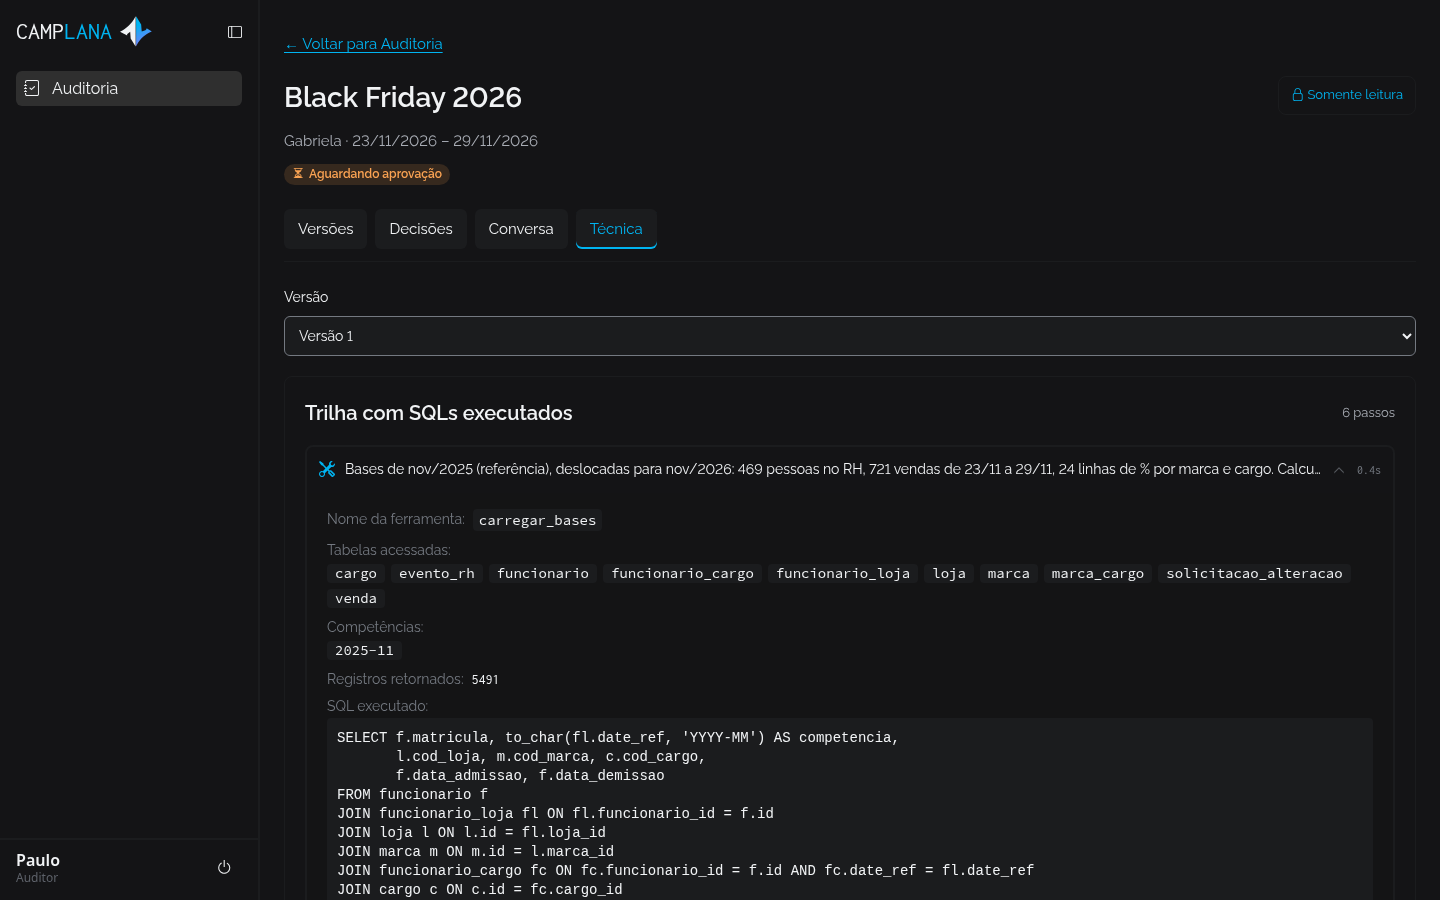 CAMPLANA
Auditoria
← Voltar para Auditoria
Black Friday 2026
Somente leitura
Gabriela · 23/11/2026 – 29/11/2026
Aguardando aprovação
Versões
Decisões
Conversa
Técnica
Versão
Versão 1
Trilha com SQLs executados
6 passos
Bases de nov/2025 (referência), deslocadas para nov/2026: 469 pessoas no RH, 721 vendas de 23/11 a 29/11, 24 linhas de % por marca e cargo. Calcu…
0.4s
Nome da ferramenta: carregar_bases
Tabelas acessadas:
cargo evento_rh funcionario funcionario_cargo funcionario_loja loja marca marca_cargo solicitacao_alteracao
venda
Competências:
2025-11
Registros retornados: 5491
SQL executado:
SELECT f.matricula, to_char(fl.date_ref, 'YYYY-MM') AS competencia,
l.cod_loja, m.cod_marca, c.cod_cargo,
f.data_admissao, f.data_demissao
FROM funcionario f
JOIN funcionario_loja fl ON fl.funcionario_id = f.id
JOIN loja l ON l.id = fl.loja_id
JOIN marca m ON m.id = l.marca_id
JOIN funcionario_cargo fc ON fc.funcionario_id = f.id AND fc.date_ref = fl.date_ref
JOIN cargo c ON c.id = fc.cargo_id
Paulo
Auditor